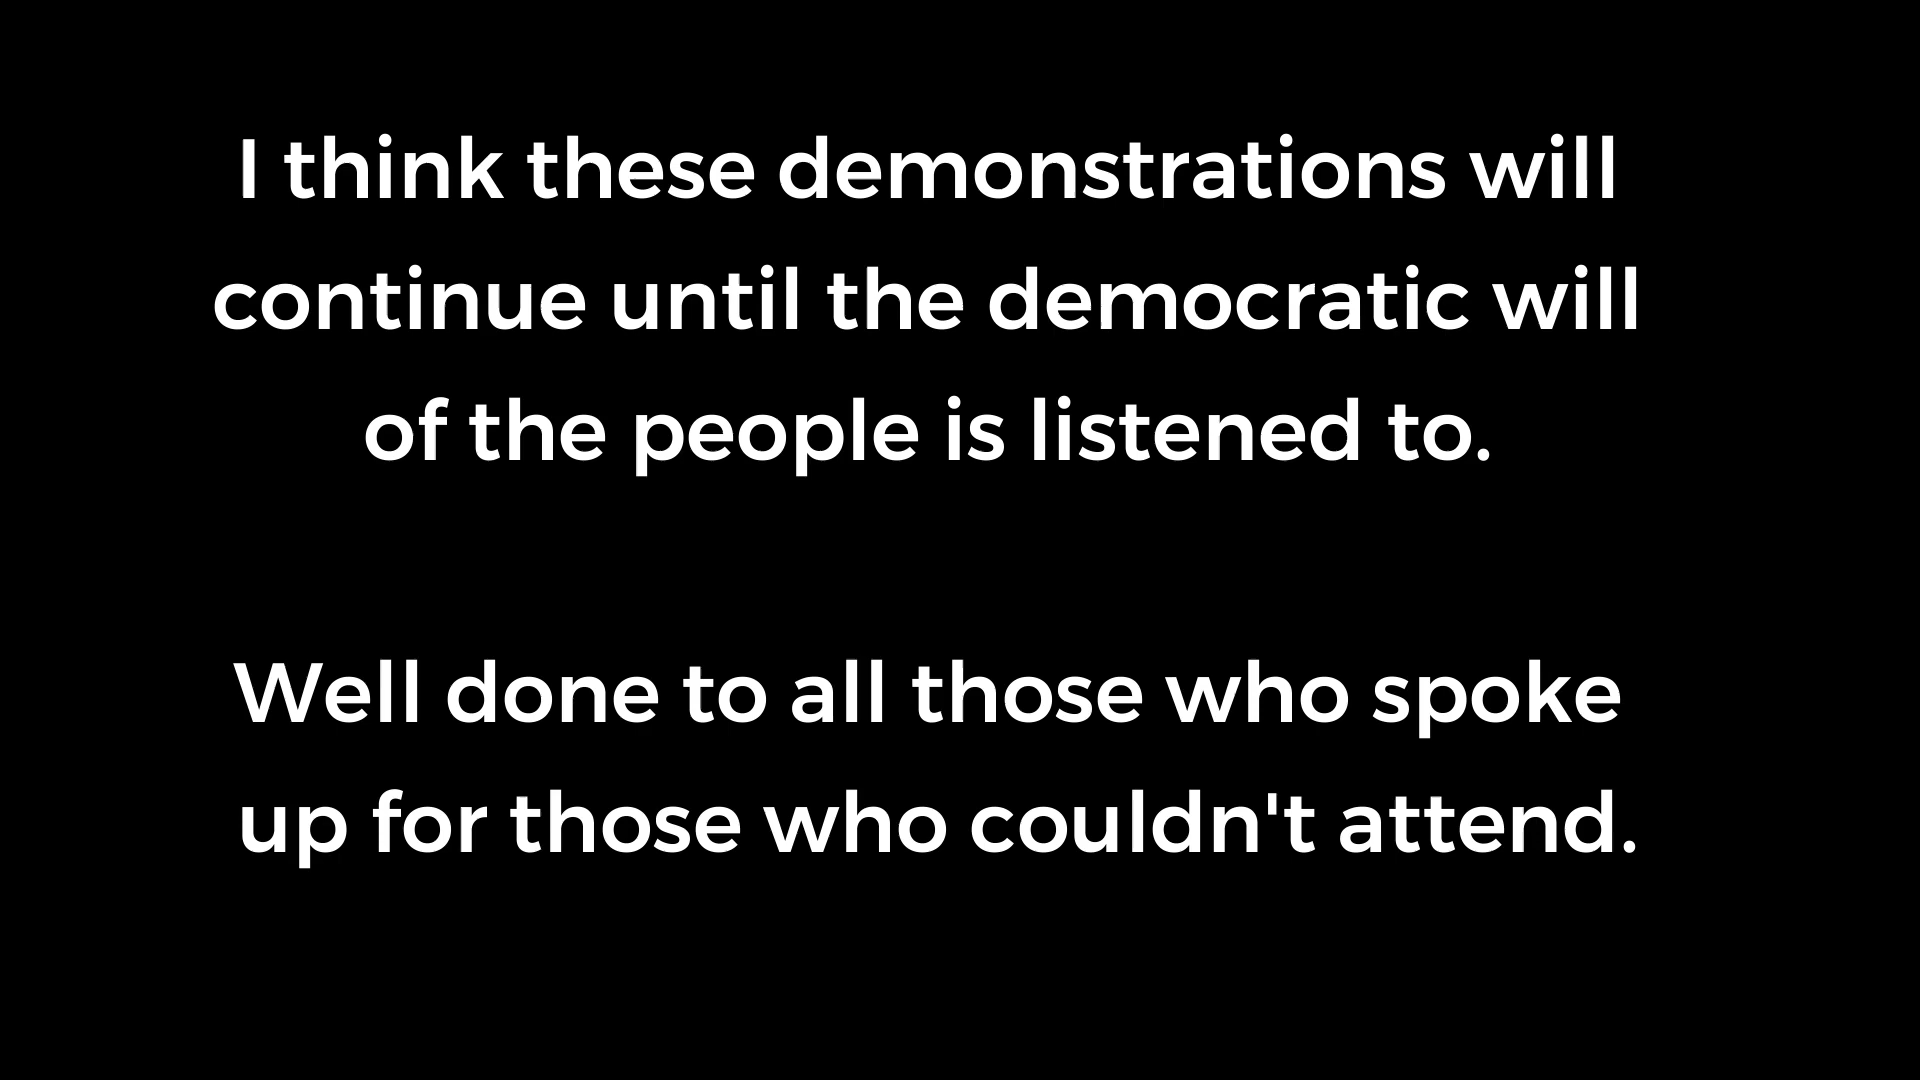 I think these demonstrations will
continue until the democratic will
of the people is listened to.
Well done to all those who spoke
up for those who couldn't attend.